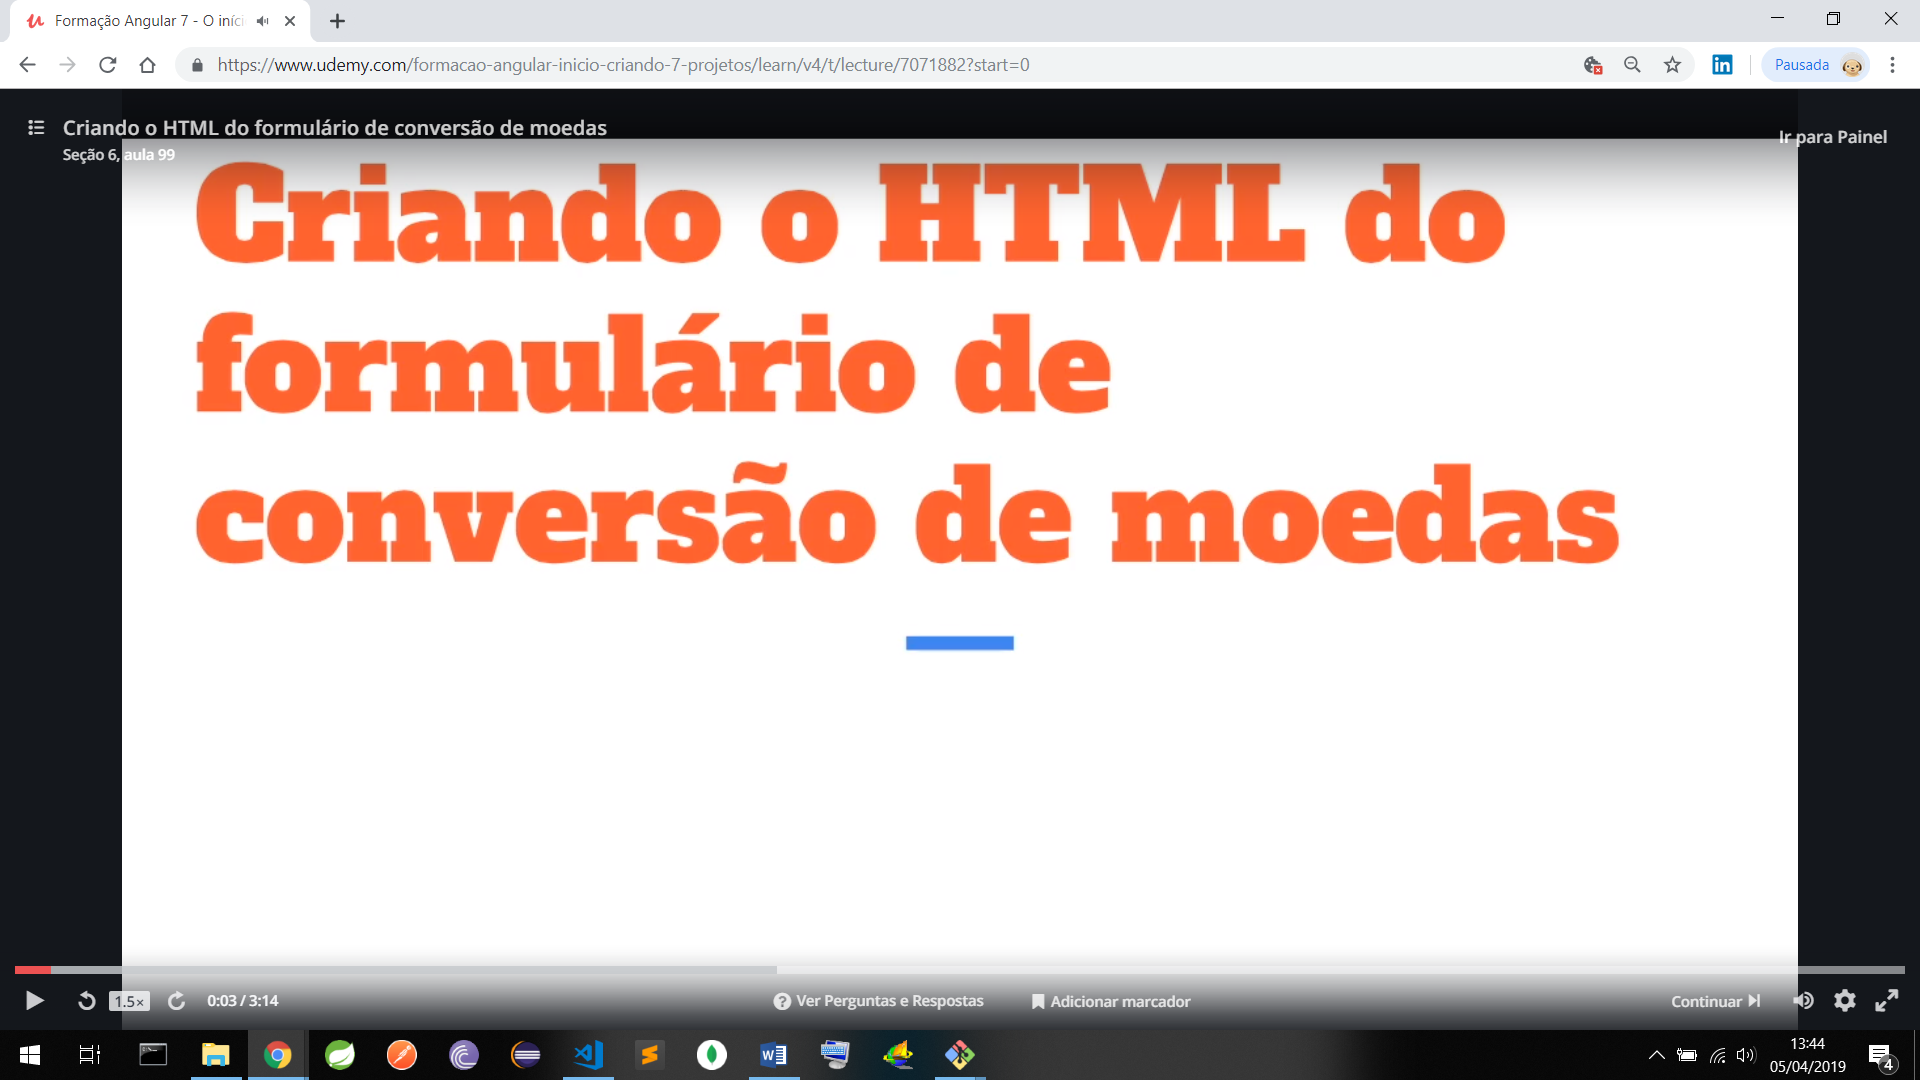 Formação Angular 7 - O iníci
https://www.udemy.com/formacao-angular-inicio-criando-7-projetos/learn/v4/t/lecture/7071882?start=0
Pausada
Criando o HTML do formulário de conversão de moedas
Seção 6, aula 99
Ir para Painel
Criando o HTML do
formulário de
conversão de moedas
1.5×
0:03 / 3:14
Ver Perguntas e Respostas
Adicionar marcador
Continuar
13:44
05/04/2019
4